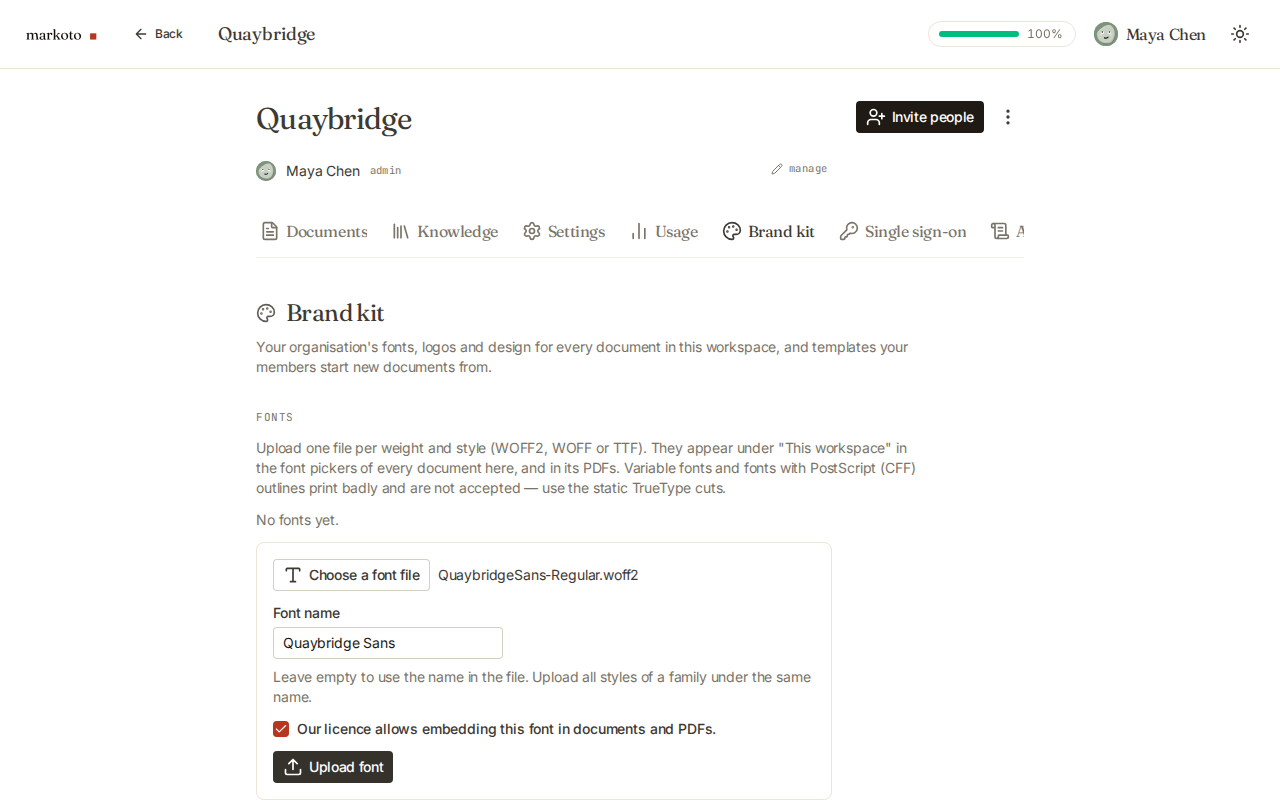 markoto
Back
Quaybridge
100%
Maya Chen
Quaybridge
Invite people
Maya Chen admin
manage
Documents Knowledge Settings Usage Brand kit Single sign-on A
Brand kit
Your organisation's fonts, logos and design for every document in this workspace, and templates your
members start new documents from.
FONTS
Upload one file per weight and style (WOFF2, WOFF or TTF). They appear under "This workspace" in
the font pickers of every document here, and in its PDFs. Variable fonts and fonts with PostScript (CFF)
outlines print badly and are not accepted — use the static TrueType cuts.
No fonts yet.
Choose a font file QuaybridgeSans-Regular.woff2
Font name
Quaybridge Sans
Leave empty to use the name in the file. Upload all styles of a family under the same
name.
Our licence allows embedding this font in documents and PDFs.
Upload font